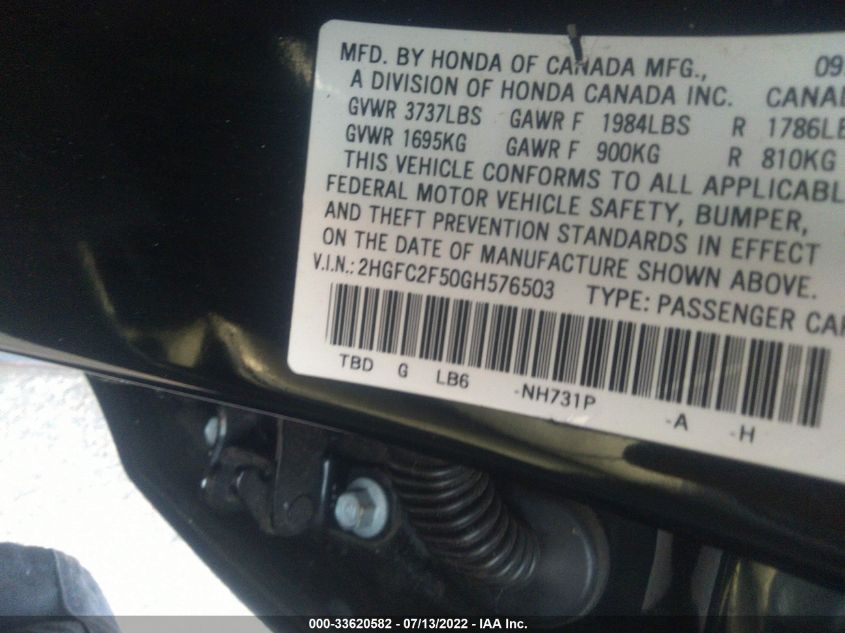 MFD. BY HONDA OF CANADA MFG., 09
A DIVISION OF HONDA CANADA INC. CANAD
GVWR 3737LBS GAWR F 1984LBS R 1786LB
GVWR 1695KG GAWR F 900KG R 810KG
THIS VEHICLE CONFORMS TO ALL APPLICABL
FEDERAL MOTOR VEHICLE SAFETY, BUMPER,
AND THEFT PREVENTION STANDARDS IN EFFECT
ON THE DATE OF MANUFACTURE SHOWN ABOVE.
V.I.N.: 2HGFC2F50GH576503 TYPE: PASSENGER CAR
TBD G LB6 -NH731P -A -H
000-33620582 - 07/13/2022 - IAA Inc.